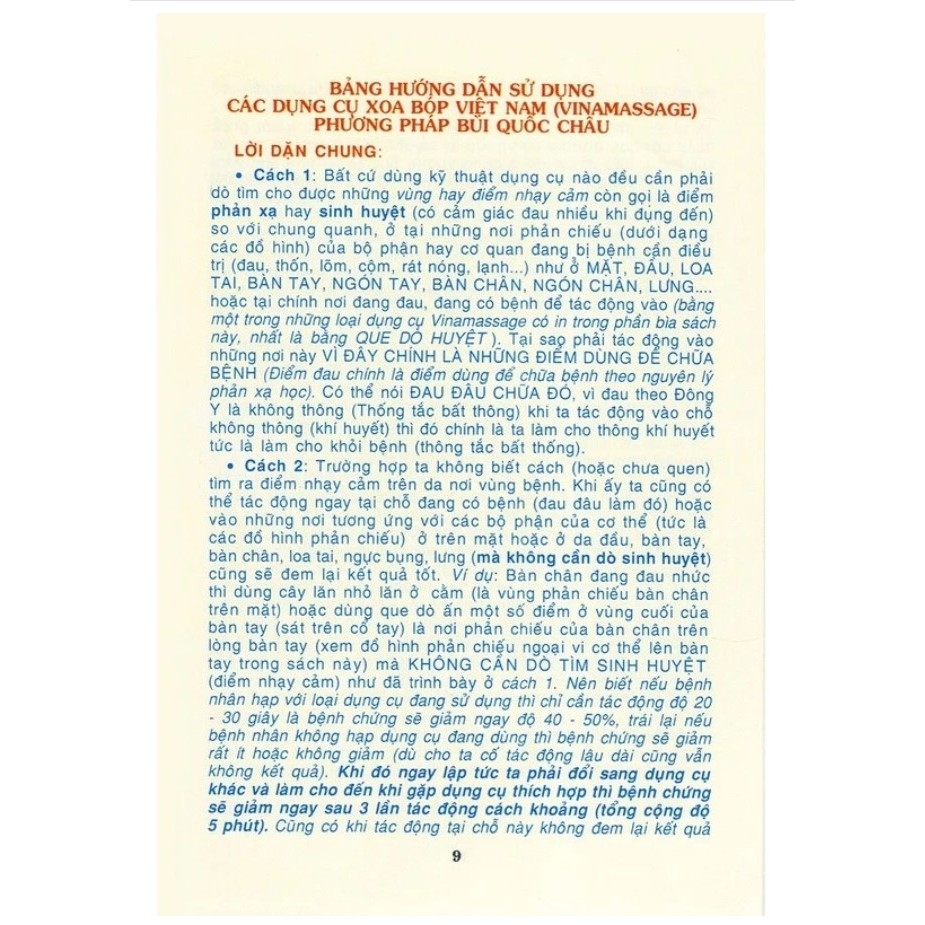 BẢNG HƯỚNG DẪN SỬ DỤNG
CÁC DỤNG CỤ XOA BÓP VIỆT NAM (VINAMASSAGE)
PHƯƠNG PHÁP BÙI QUỐC CHÂU
LỜI DẶN CHUNG:
• Cách 1: Bất cứ dùng kỹ thuật dụng cụ nào đều cần phải
dò tìm cho được những vùng hay điểm nhạy cảm còn gọi là điểm
phản xạ hay sinh huyệt (có cảm giác đau nhiều khi đụng đến)
so với chung quanh, ở tại những nơi phản chiếu (dưới dạng
các đồ hình) của bộ phận hay cơ quan đang bị bệnh cần điều
trị (đau, thốn, lõm, cộm, rát nóng, lạnh...) như ở MẶT, ĐẦU, LOA
TAI, BÀN TAY, NGÓN TAY, BÀN CHÂN, NGÓN CHÂN, LƯNG....
hoặc tại chính nơi đang đau, đang có bệnh để tác động vào (bằng
một trong những loại dụng cụ Vinamassage có in trong phần bìa sách
này, nhất là bằng QUE DÒ HUYỆT). Tại sao phải tác động vào
những nơi này VÌ ĐÂY CHÍNH LÀ NHỮNG ĐIỂM DÙNG ĐỂ CHỮA
BỆNH (Điểm đau chính là điểm dùng để chữa bệnh theo nguyên lý
phản xạ học). Có thể nói ĐAU ĐÂU CHỮA ĐÓ, vì đau theo Đông
Y là không thông (Thống tắc bất thông) khi ta tác động vào chỗ
không thông (khí huyết) thì đó chính là ta làm cho thông khí huyết
tức là làm cho khỏi bệnh (thông tắc bất thống).
• Cách 2: Trường hợp ta không biết cách (hoặc chưa quen)
tìm ra điểm nhạy cảm trên da nơi vùng bệnh. Khi ấy ta cũng có
thể tác động ngay tại chỗ đang có bệnh (đau đâu làm đó) hoặc
vào những nơi tương ứng với các bộ phận của cơ thể (tức là
các đồ hình phản chiếu) ở trên mặt hoặc ở da đầu, bàn tay,
bàn chân, loa tai, ngực bụng, lưng (mà không cần dò sinh huyệt)
cũng sẽ đem lại kết quả tốt. Ví dụ: Bàn chân đang đau nhức
thì dùng cây lăn nhỏ lăn ở cằm (là vùng phản chiếu bàn chân
trên mặt) hoặc dùng que dò ấn một số điểm ở vùng cuối của
bàn tay (sát trên cổ tay) là nơi phản chiếu của bàn chân trên
lòng bàn tay (xem đồ hình phản chiếu ngoại vi cơ thể lên bàn
tay trong sách này) mà KHÔNG CẦN DÒ TÌM SINH HUYỆT
(điểm nhạy cảm) như đã trình bày ở cách 1. Nên biết nếu bệnh
nhân hạp với loại dụng cụ đang sử dụng thì chỉ cần tác động độ 20
- 30 giây là bệnh chứng sẽ giảm ngay độ 40 - 50%, trái lại nếu
bệnh nhân không hạp dụng cụ đang dùng thì bệnh chứng sẽ giảm
rất ít hoặc không giảm (dù cho ta cố tác động lâu dài cũng vẫn
không kết quả). Khi đó ngay lập tức ta phải đổi sang dụng cụ
khác và làm cho đến khi gặp dụng cụ thích hợp thì bệnh chứng
sẽ giảm ngay sau 3 lần tác động cách khoảng (tổng cộng độ
5 phút). Cũng có khi tác động tại chỗ này không đem lại kết quả
9